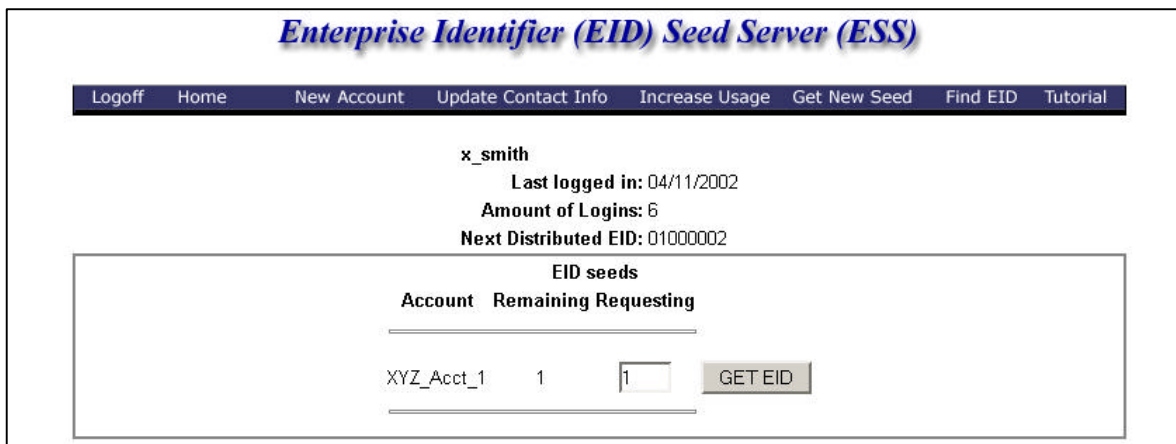 Enterprise Identifier (EID) Seed Server (ESS)
Logoff Home New Account Update Contact Info Increase Usage Get New Seed Find EID Tutorial
x_smith
Last logged in: 04/11/2002
Amount of Logins: 6
Next Distributed EID: 01000002
EID seeds
Account Remaining Requesting
XYZ_Acct_1 1 1 GET EID